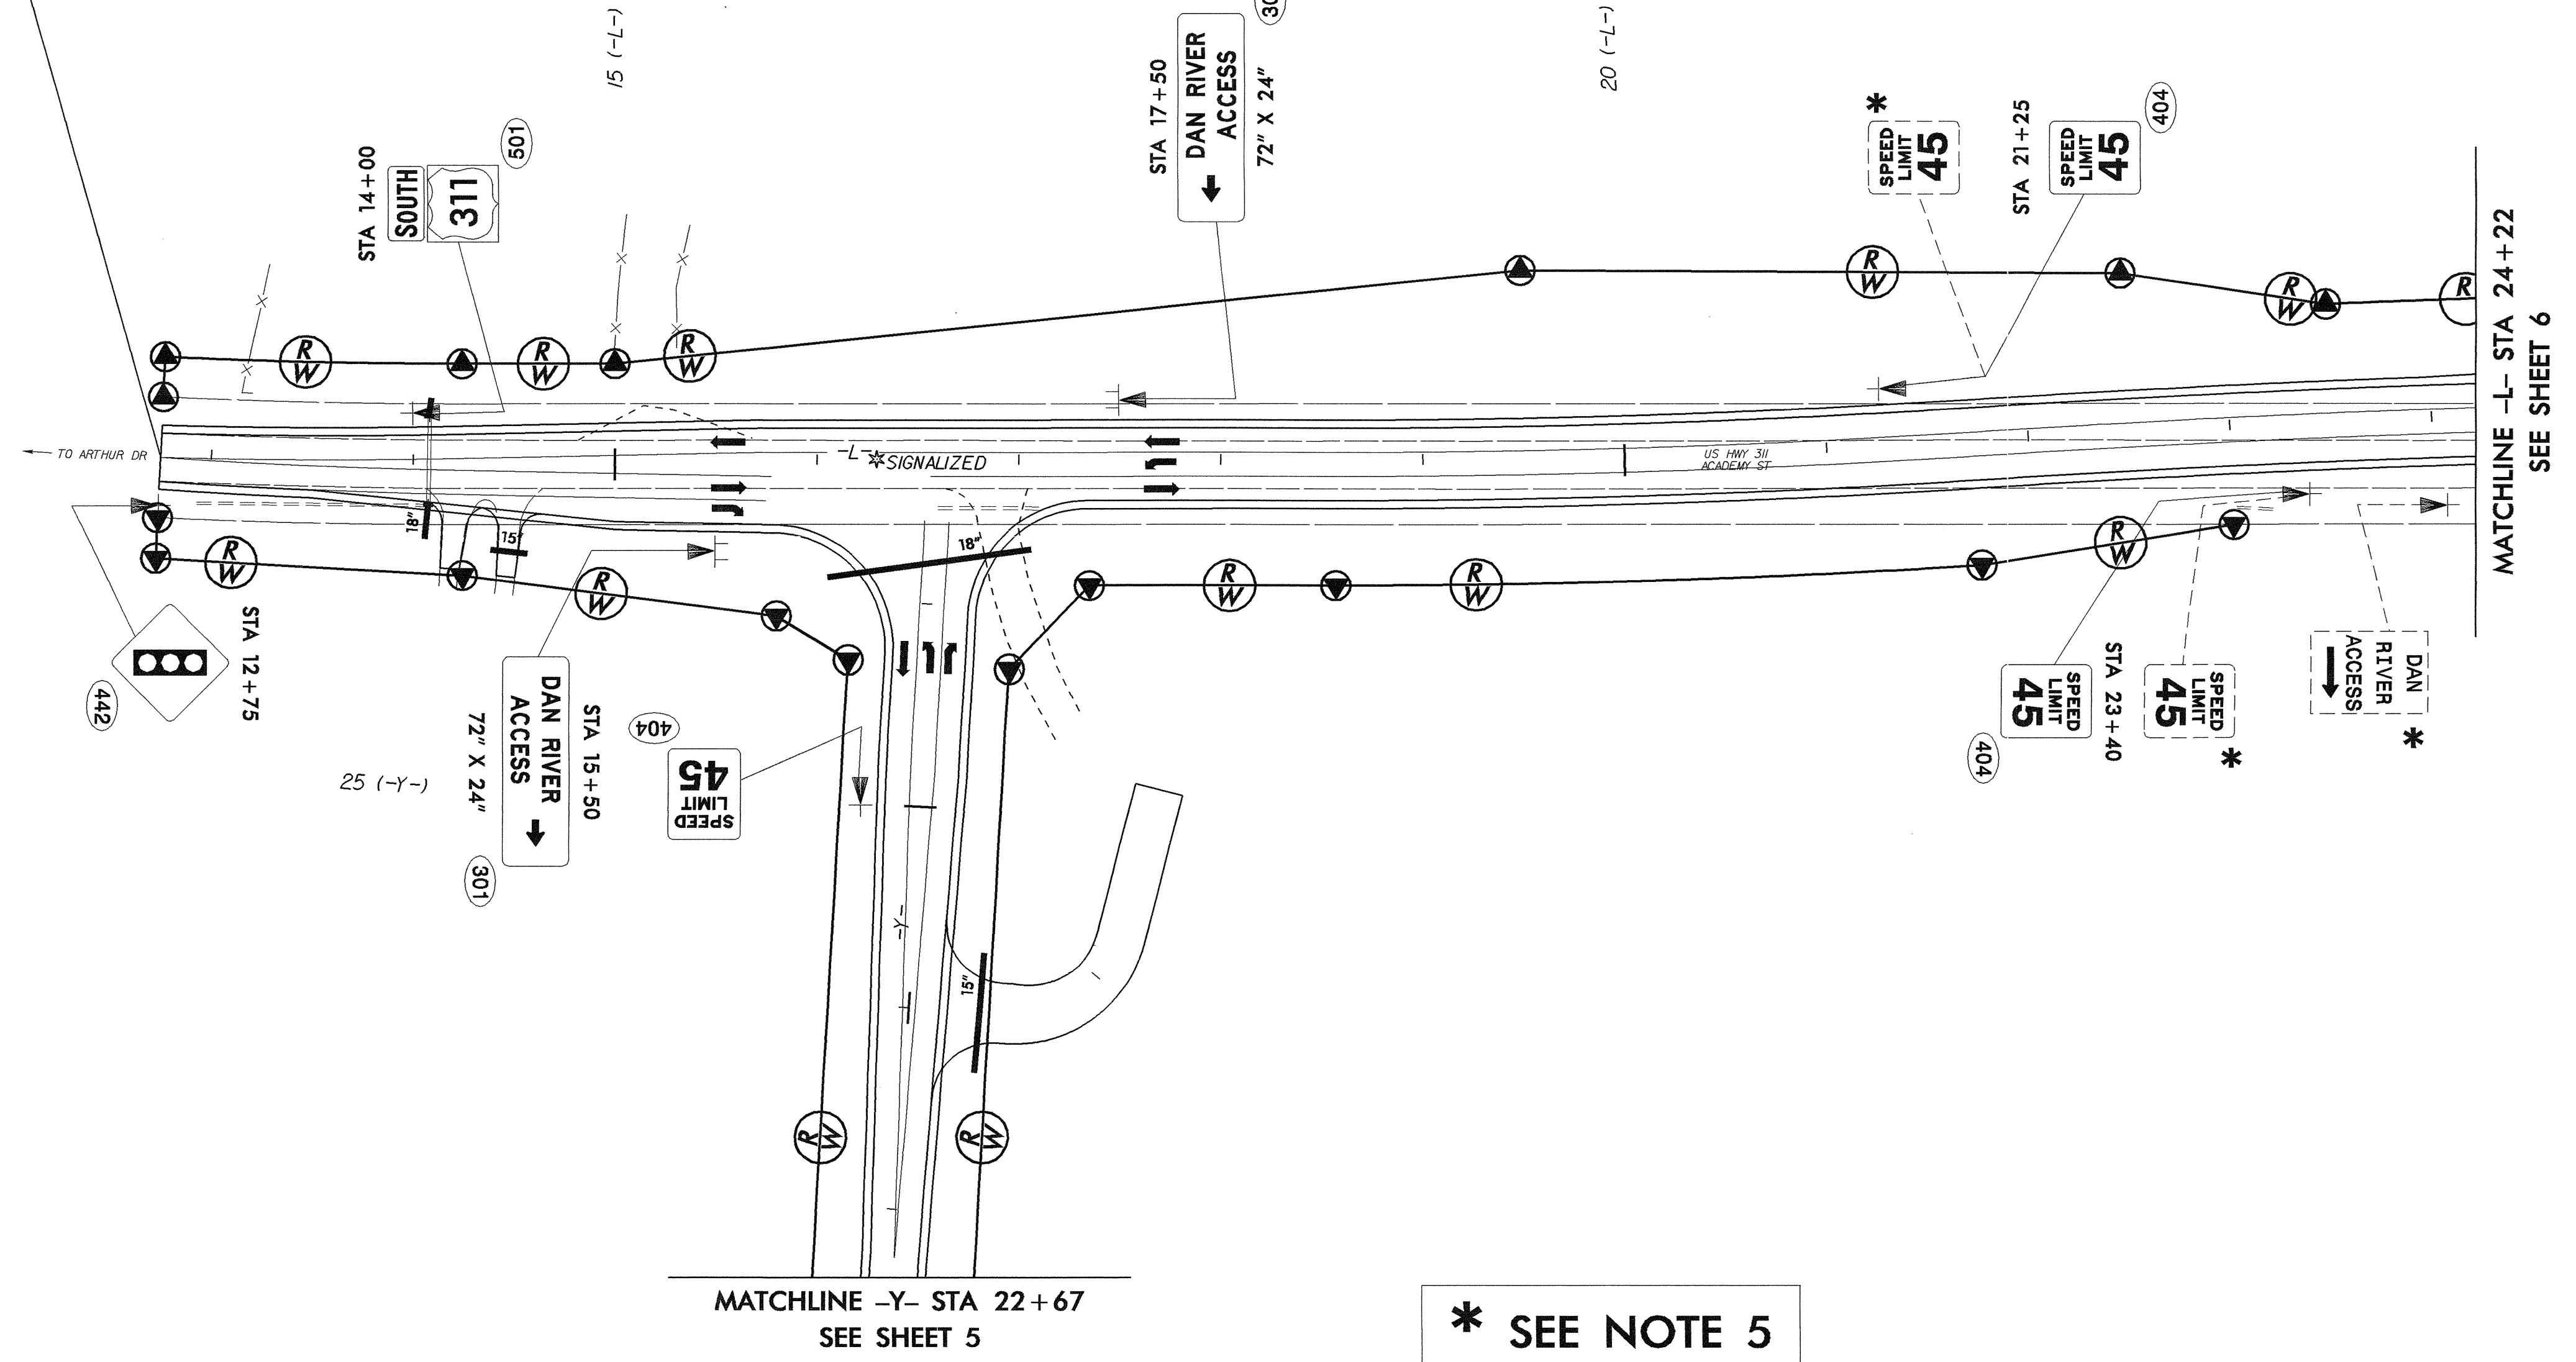 15 (-L-)
20 (-L-)
STA 14+00
SOUTH
311
501
STA 17+50
DAN RIVER
ACCESS
72" X 24"
*
SPEED
LIMIT
45
STA 21+25
SPEED
LIMIT
45
404
R
W
R
W
R
W
R
W
R
W
R
MATCHLINE -L- STA 24+22
SEE SHEET 6
TO ARTHUR DR
-L-
SIGNALIZED
US HWY 311
ACADEMY ST
18"
15"
18"
R
W
R
W
R
W
R
W
R
W
442
STA 12+75
25 (-Y-)
72" X 24"
DAN RIVER
ACCESS
STA 15+50
301
404
SPEED
LIMIT
45
404
SPEED
LIMIT
45
STA 23+40
SPEED
LIMIT
45
*
DAN
RIVER
ACCESS
*
-Y-
15"
R
W
R
W
MATCHLINE -Y- STA 22+67
SEE SHEET 5
* SEE NOTE 5